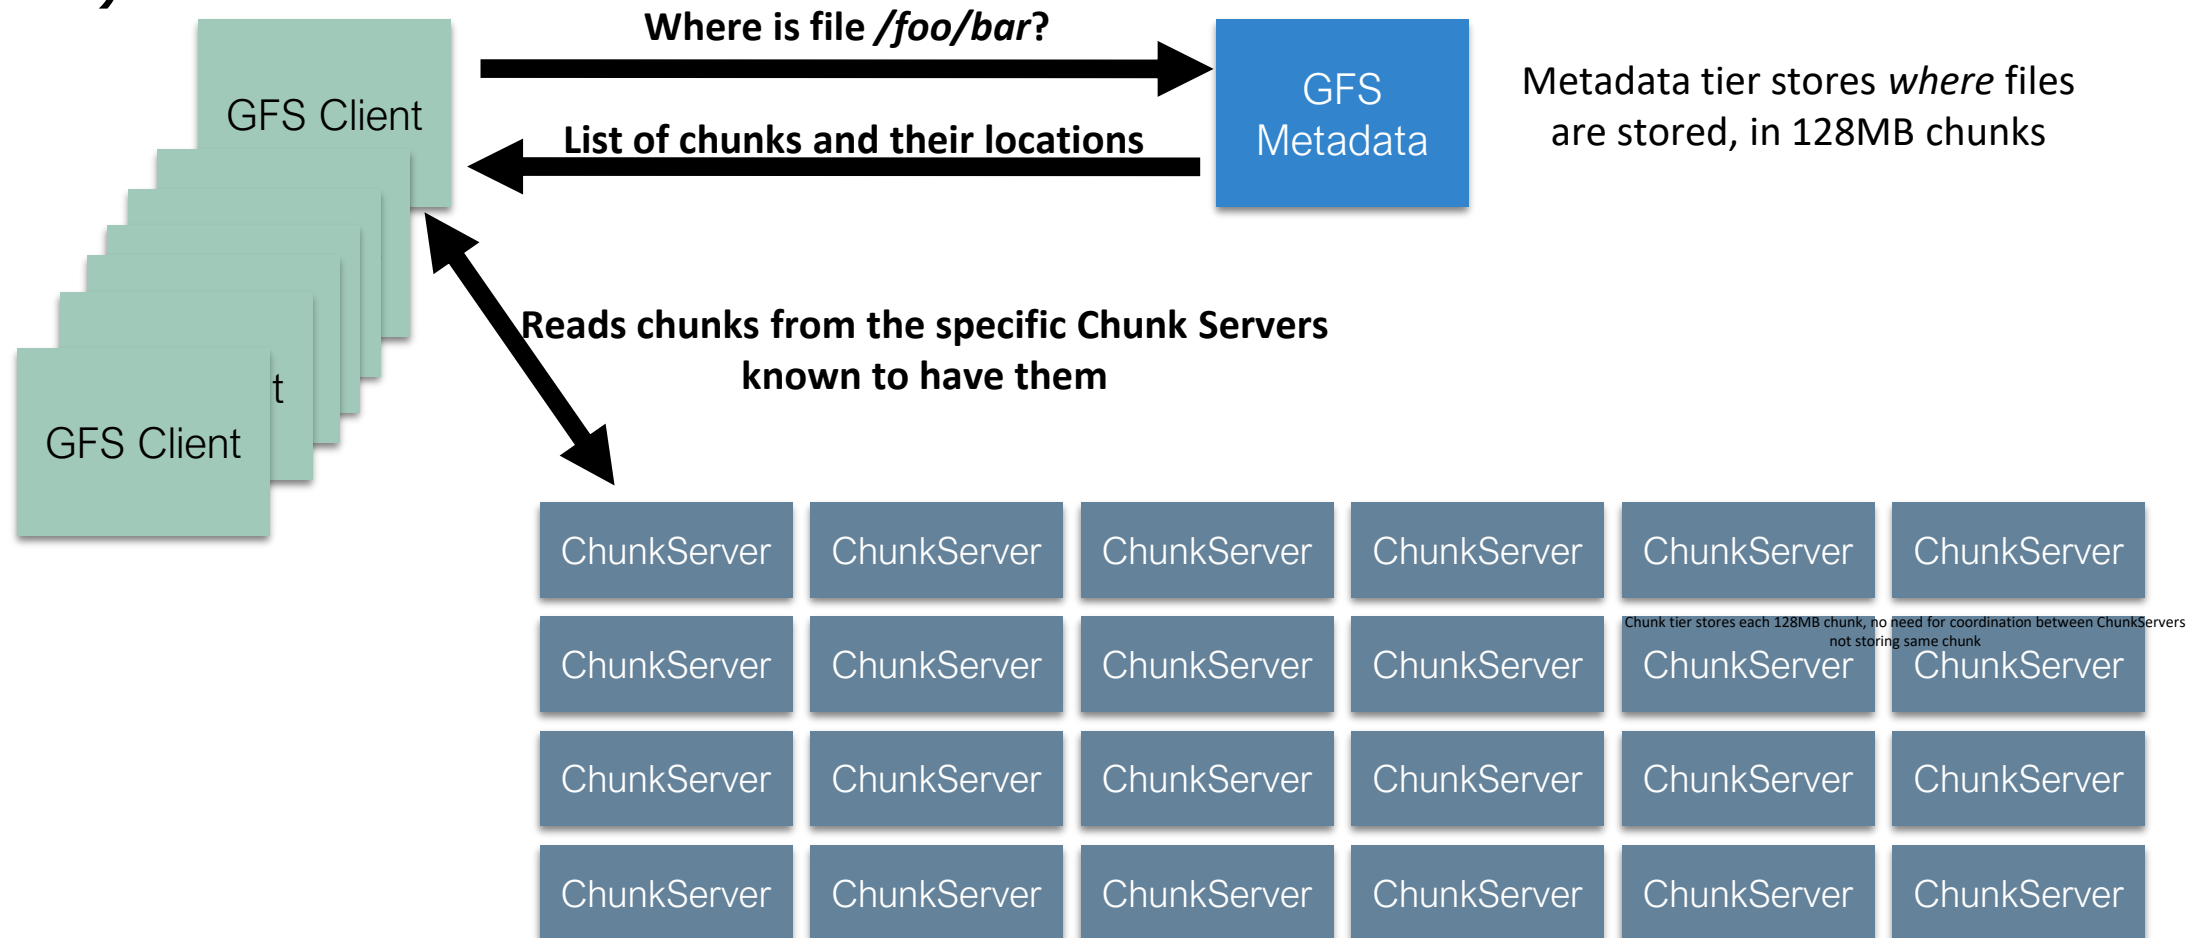 Where is file /foo/bar?
GFS Client
GFS
Metadata
Metadata tier stores where files
are stored, in 128MB chunks
List of chunks and their locations
Reads chunks from the specific Chunk Servers
known to have them
t
GFS Client
ChunkServer ChunkServer ChunkServer ChunkServer ChunkServer ChunkServer
Chunk tier stores each 128MB chunk, no need for coordination between ChunkServers
not storing same chunk
ChunkServer ChunkServer ChunkServer ChunkServer ChunkServer ChunkServer
ChunkServer ChunkServer ChunkServer ChunkServer ChunkServer ChunkServer
ChunkServer ChunkServer ChunkServer ChunkServer ChunkServer ChunkServer